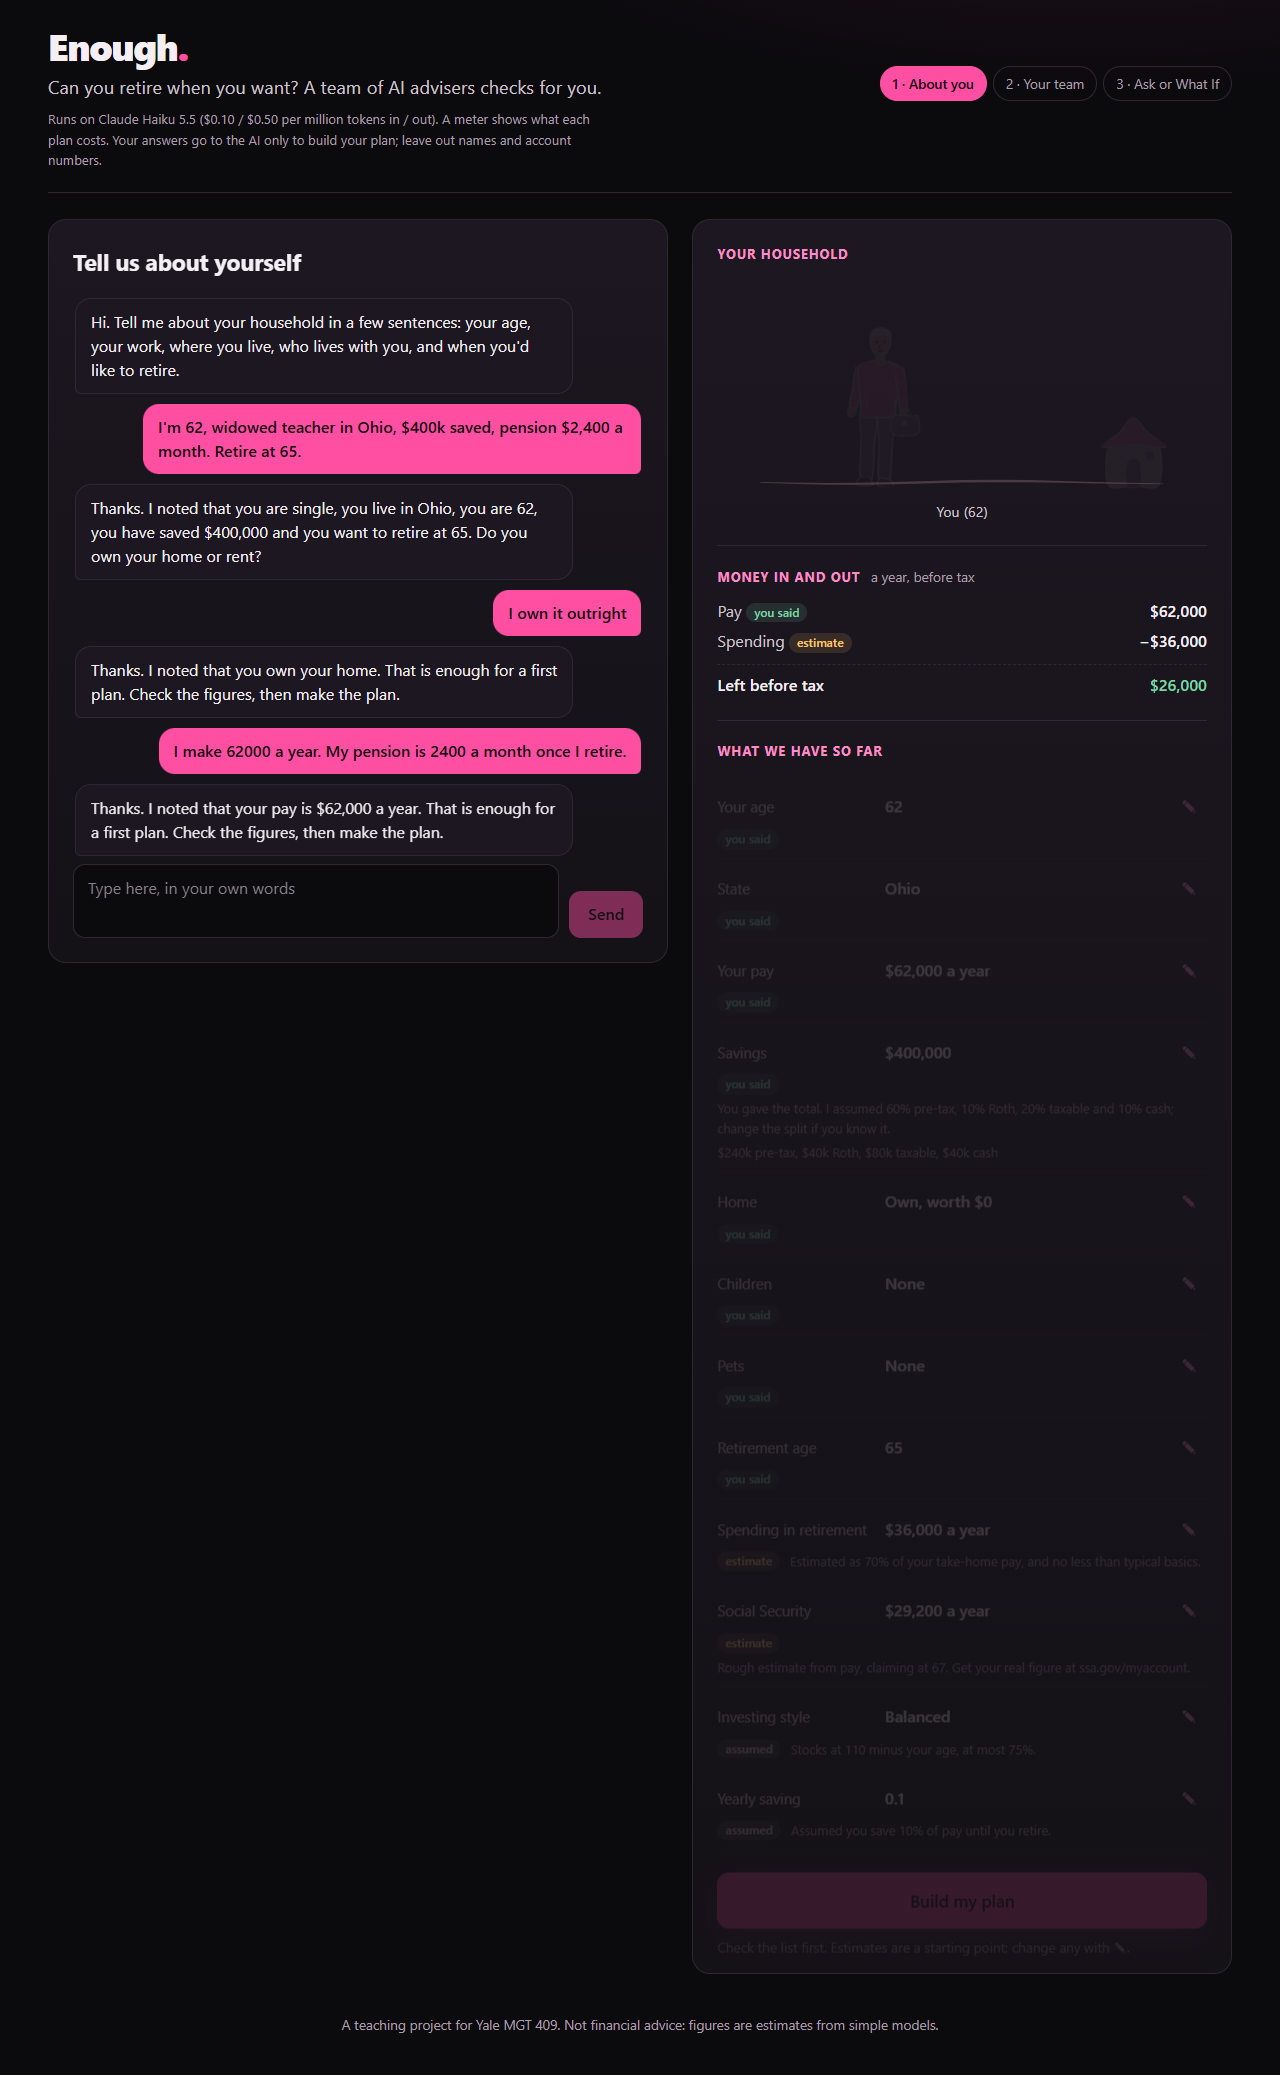 Enough.
Can you retire when you want? A team of AI advisers checks for you.
Runs on Claude Haiku 5.5 ($0.10 / $0.50 per million tokens in / out). A meter shows what each
plan costs. Your answers go to the AI only to build your plan; leave out names and account
numbers.
1 · About you
2 · Your team
3 · Ask or What If
Tell us about yourself
Hi. Tell me about your household in a few sentences: your age,
your work, where you live, who lives with you, and when you'd
like to retire.
I'm 62, widowed teacher in Ohio, $400k saved, pension $2,400 a
month. Retire at 65.
Thanks. I noted that you are single, you live in Ohio, you are 62,
you have saved $400,000 and you want to retire at 65. Do you
own your home or rent?
I own it outright
Thanks. I noted that you own your home. That is enough for a first
plan. Check the figures, then make the plan.
I make 62000 a year. My pension is 2400 a month once I retire.
Thanks. I noted that your pay is $62,000 a year. That is enough for
a first plan. Check the figures, then make the plan.
Type here, in your own words
Send
YOUR HOUSEHOLD
You (62)
MONEY IN AND OUT a year, before tax
Pay you said $62,000
Spending estimate −$36,000
Left before tax $26,000
WHAT WE HAVE SO FAR
Your age 62
you said
State Ohio
you said
Your pay $62,000 a year
you said
Savings $400,000
you said
You gave the total. I assumed 60% pre-tax, 10% Roth, 20% taxable and 10% cash;
change the split if you know it.
$240k pre-tax, $40k Roth, $80k taxable, $40k cash
Home Own, worth $0
you said
Children None
you said
Pets None
you said
Retirement age 65
you said
Spending in retirement $36,000 a year
estimate Estimated as 70% of your take-home pay, and no less than typical basics.
Social Security $29,200 a year
estimate
Rough estimate from pay, claiming at 67. Get your real figure at ssa.gov/myaccount.
Investing style Balanced
assumed Stocks at 110 minus your age, at most 75%.
Yearly saving 0.1
assumed Assumed you save 10% of pay until you retire.
Build my plan
Check the list first. Estimates are a starting point: change any with ✎.
A teaching project for Yale MGT 409. Not financial advice: figures are estimates from simple models.